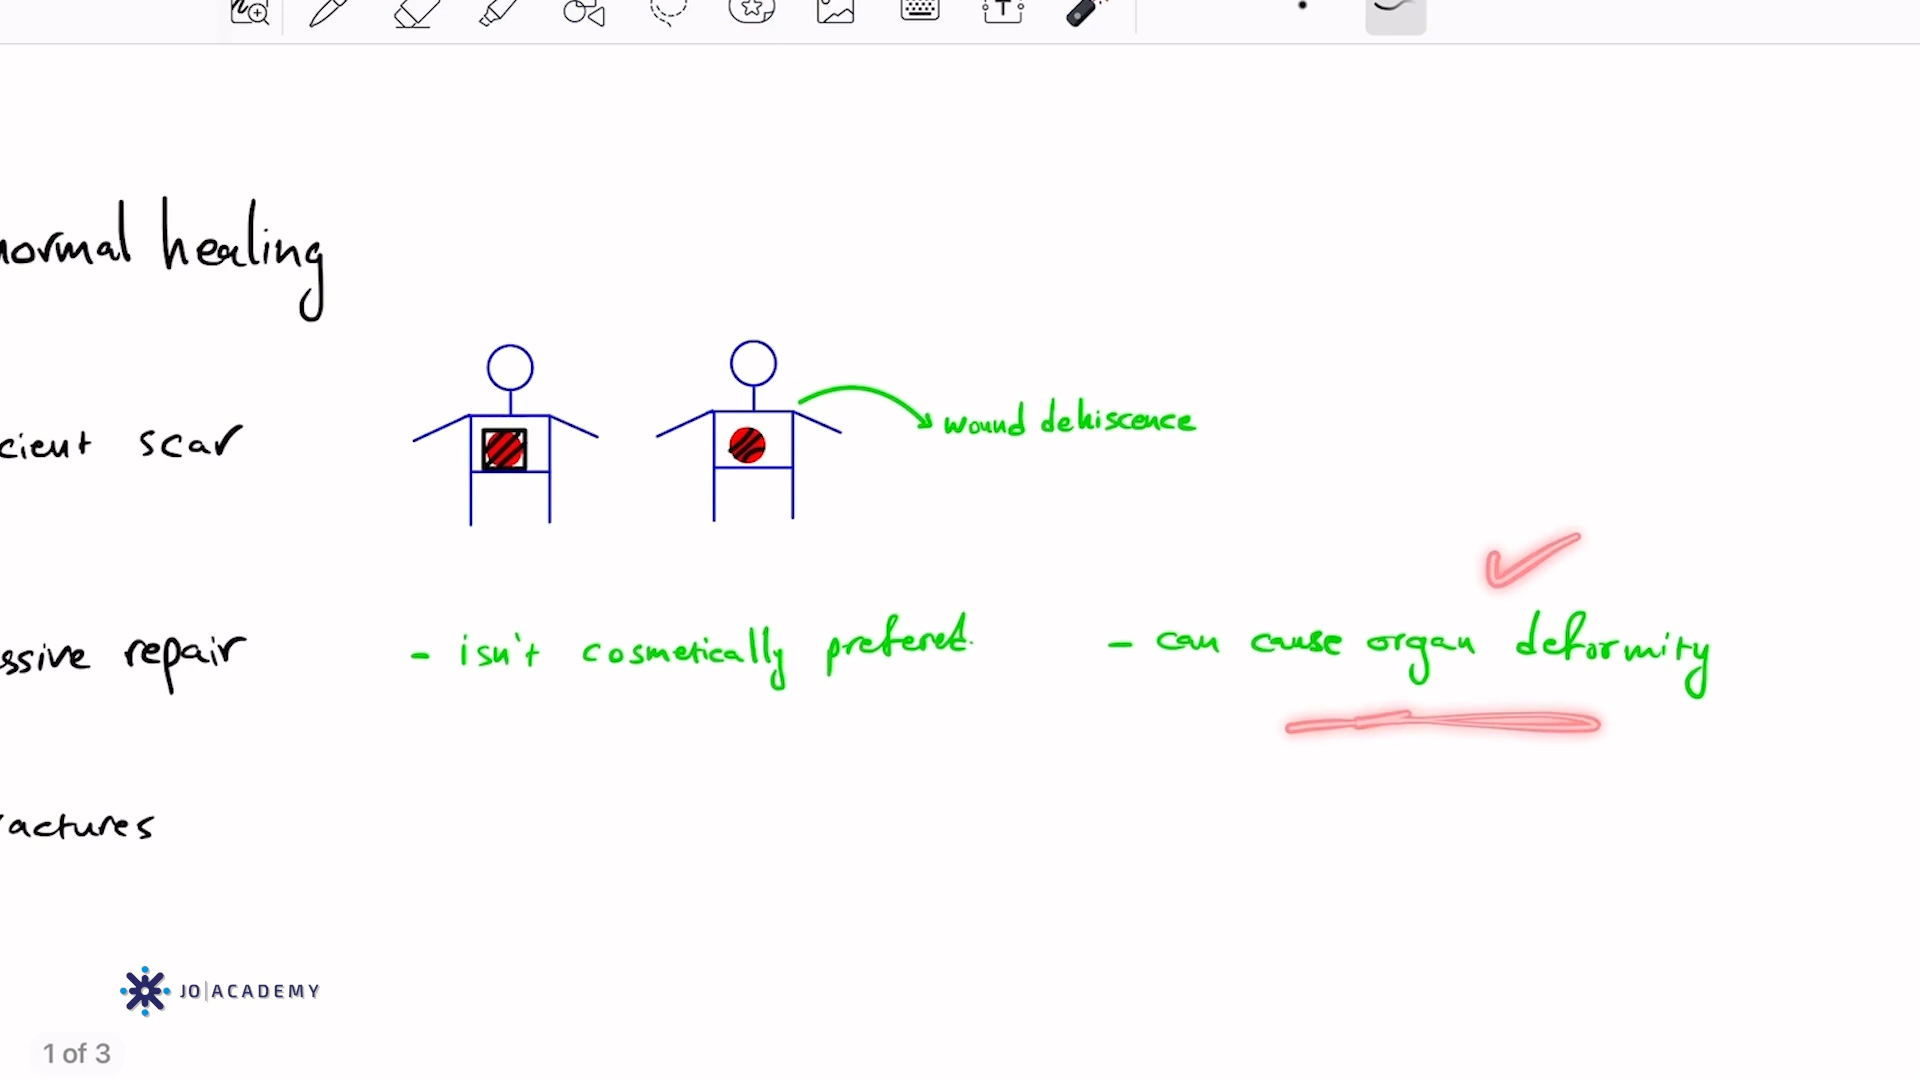 normal healing
wound dehiscence
cient scar
ssive repair - isn't cosmetically prefered. - can cause organ deformity
actures
JO|ACADEMY
1 of 3